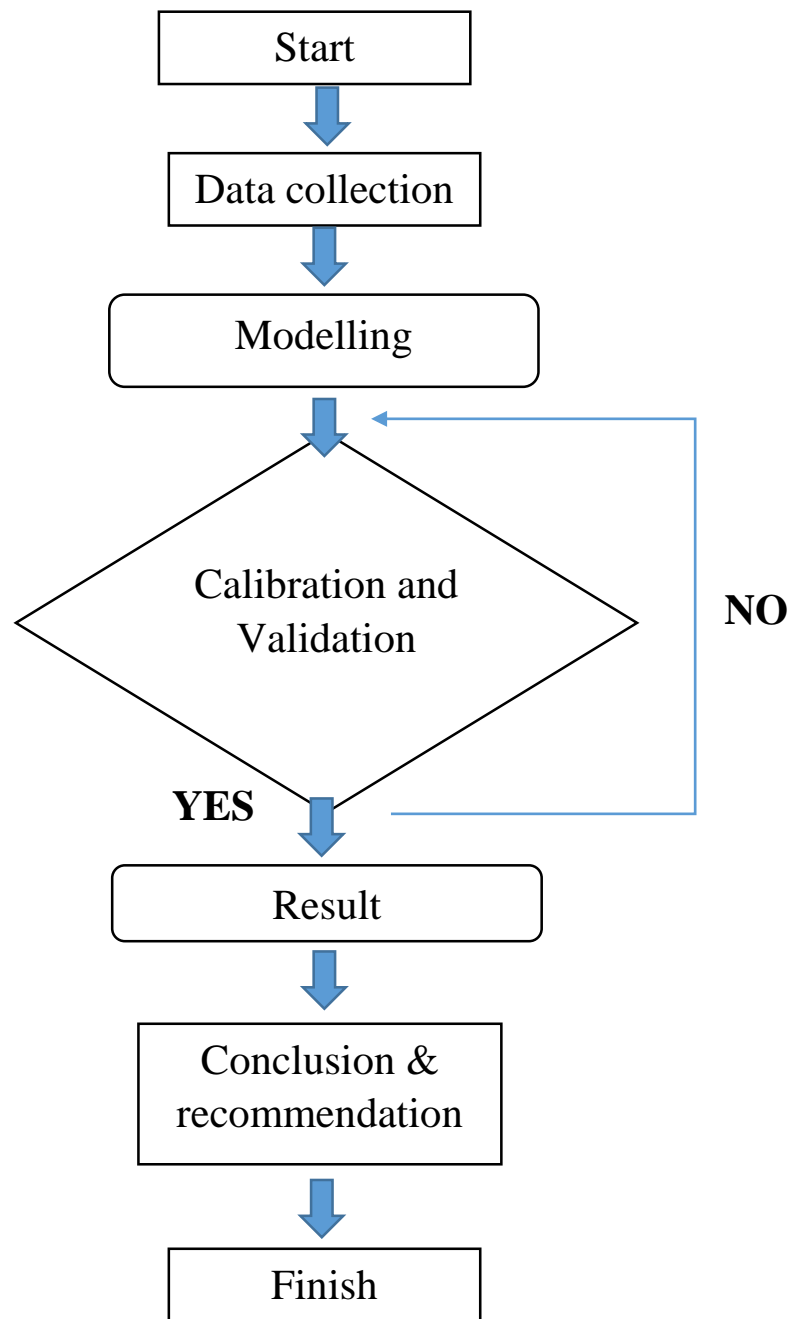 Start
Data collection
Modelling
Calibration and
Validation
NO
YES
Result
Conclusion &
recommendation
Finish